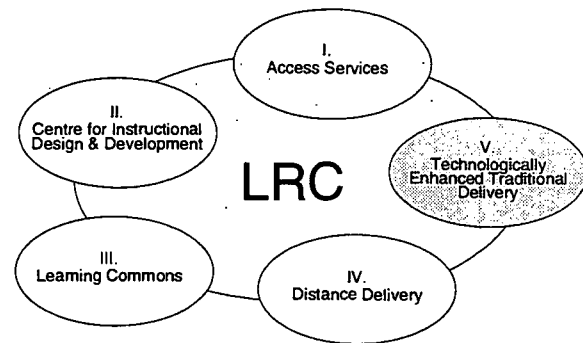 I.
Access Services
II.
Centre for Instructional
Design & Development
V.
Technologically
Enhanced Traditional
Delivery
LRC
III.
Learning Commons
IV.
Distance Delivery